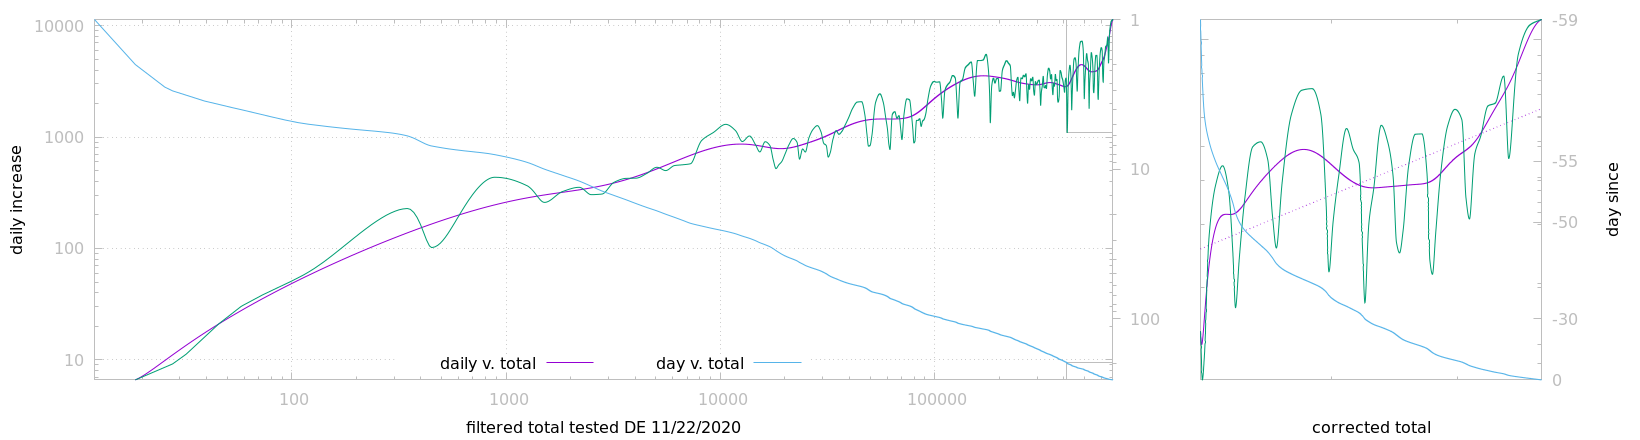 10000
1000
100
10
daily increase
100
1000
10000
100000
1
10
100
daily v. total
day v. total
filtered total tested DE 11/22/2020
-59
-55
-50
-30
0
day since
corrected total